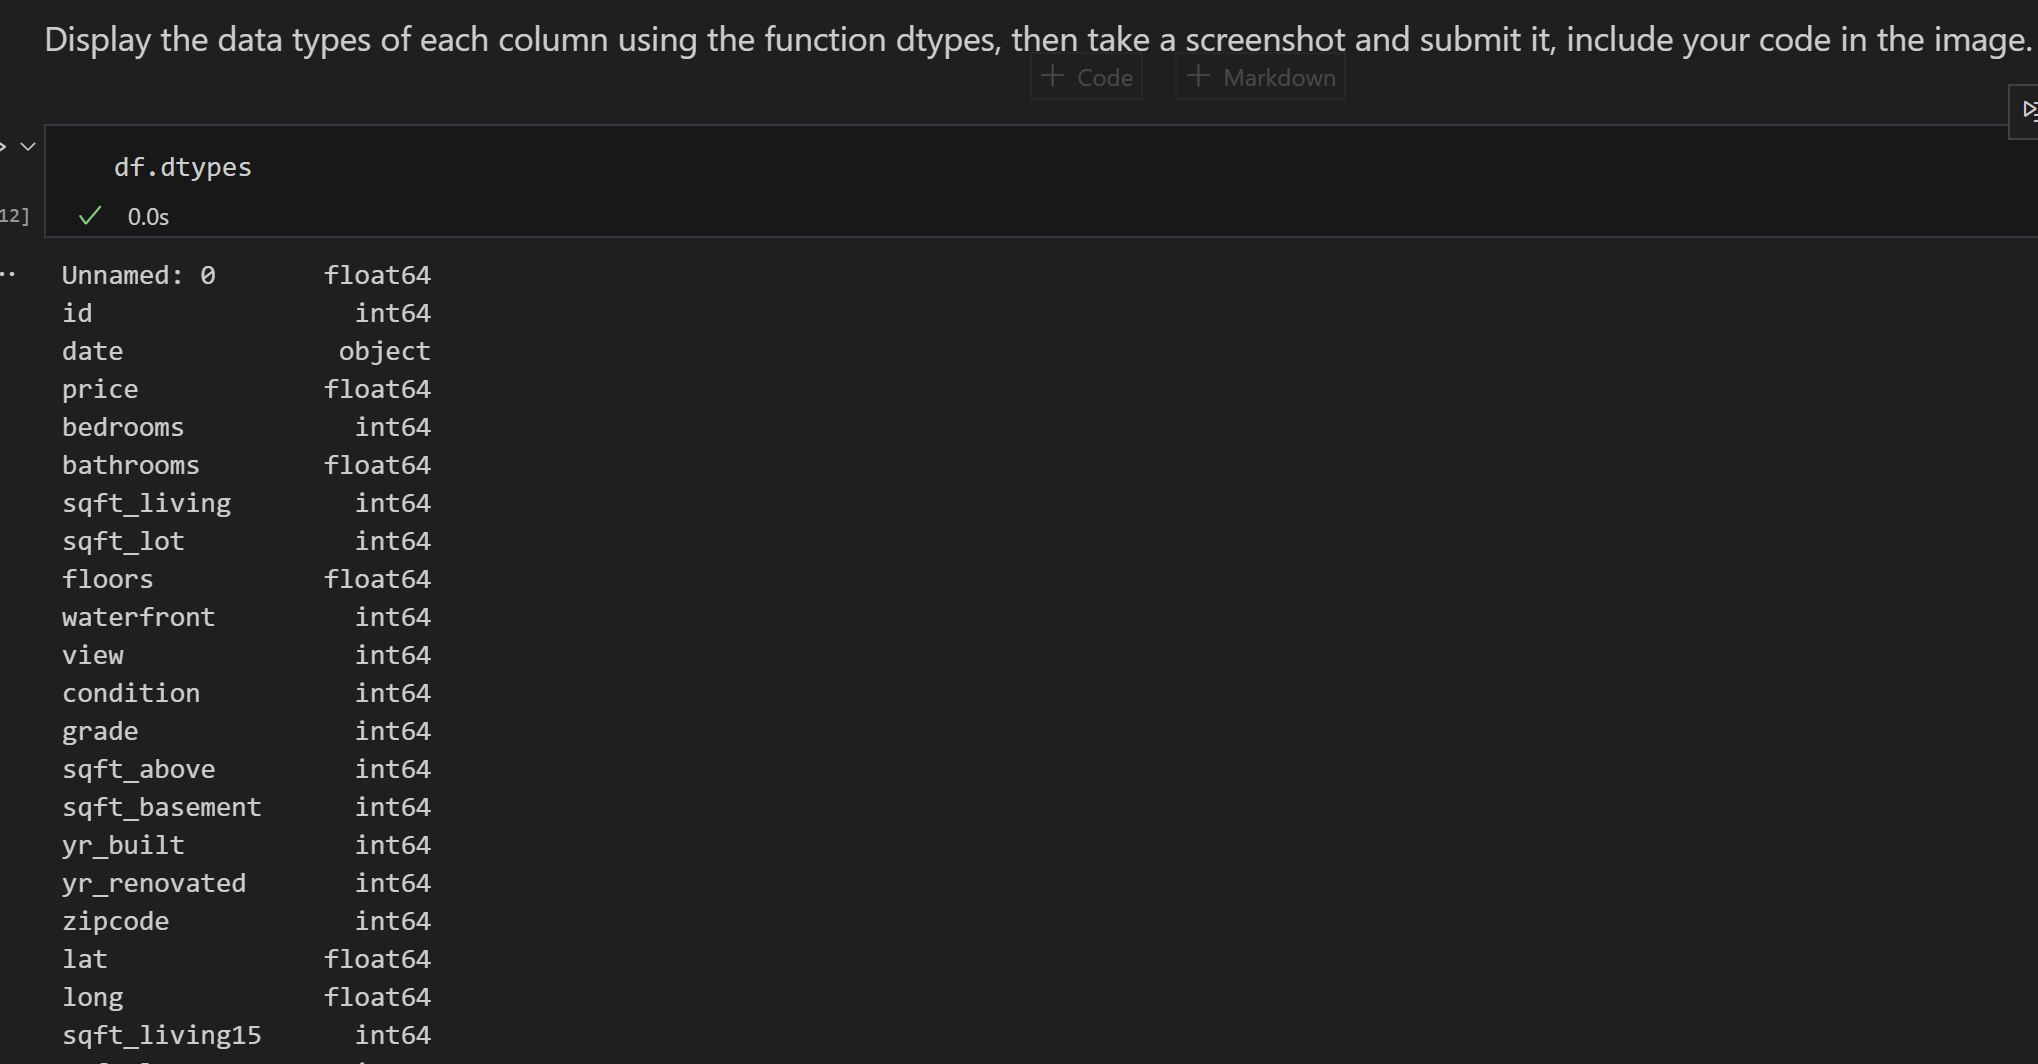 Display the data types of each column using the function dtypes, then take a screenshot and submit it, include your code in the image.
+ Code + Markdown
df.dtypes
12] 0.0s
Unnamed: 0 float64
id int64
date object
price float64
bedrooms int64
bathrooms float64
sqft_living int64
sqft_lot int64
floors float64
waterfront int64
view int64
condition int64
grade int64
sqft_above int64
sqft_basement int64
yr_built int64
yr_renovated int64
zipcode int64
lat float64
long float64
sqft_living15 int64